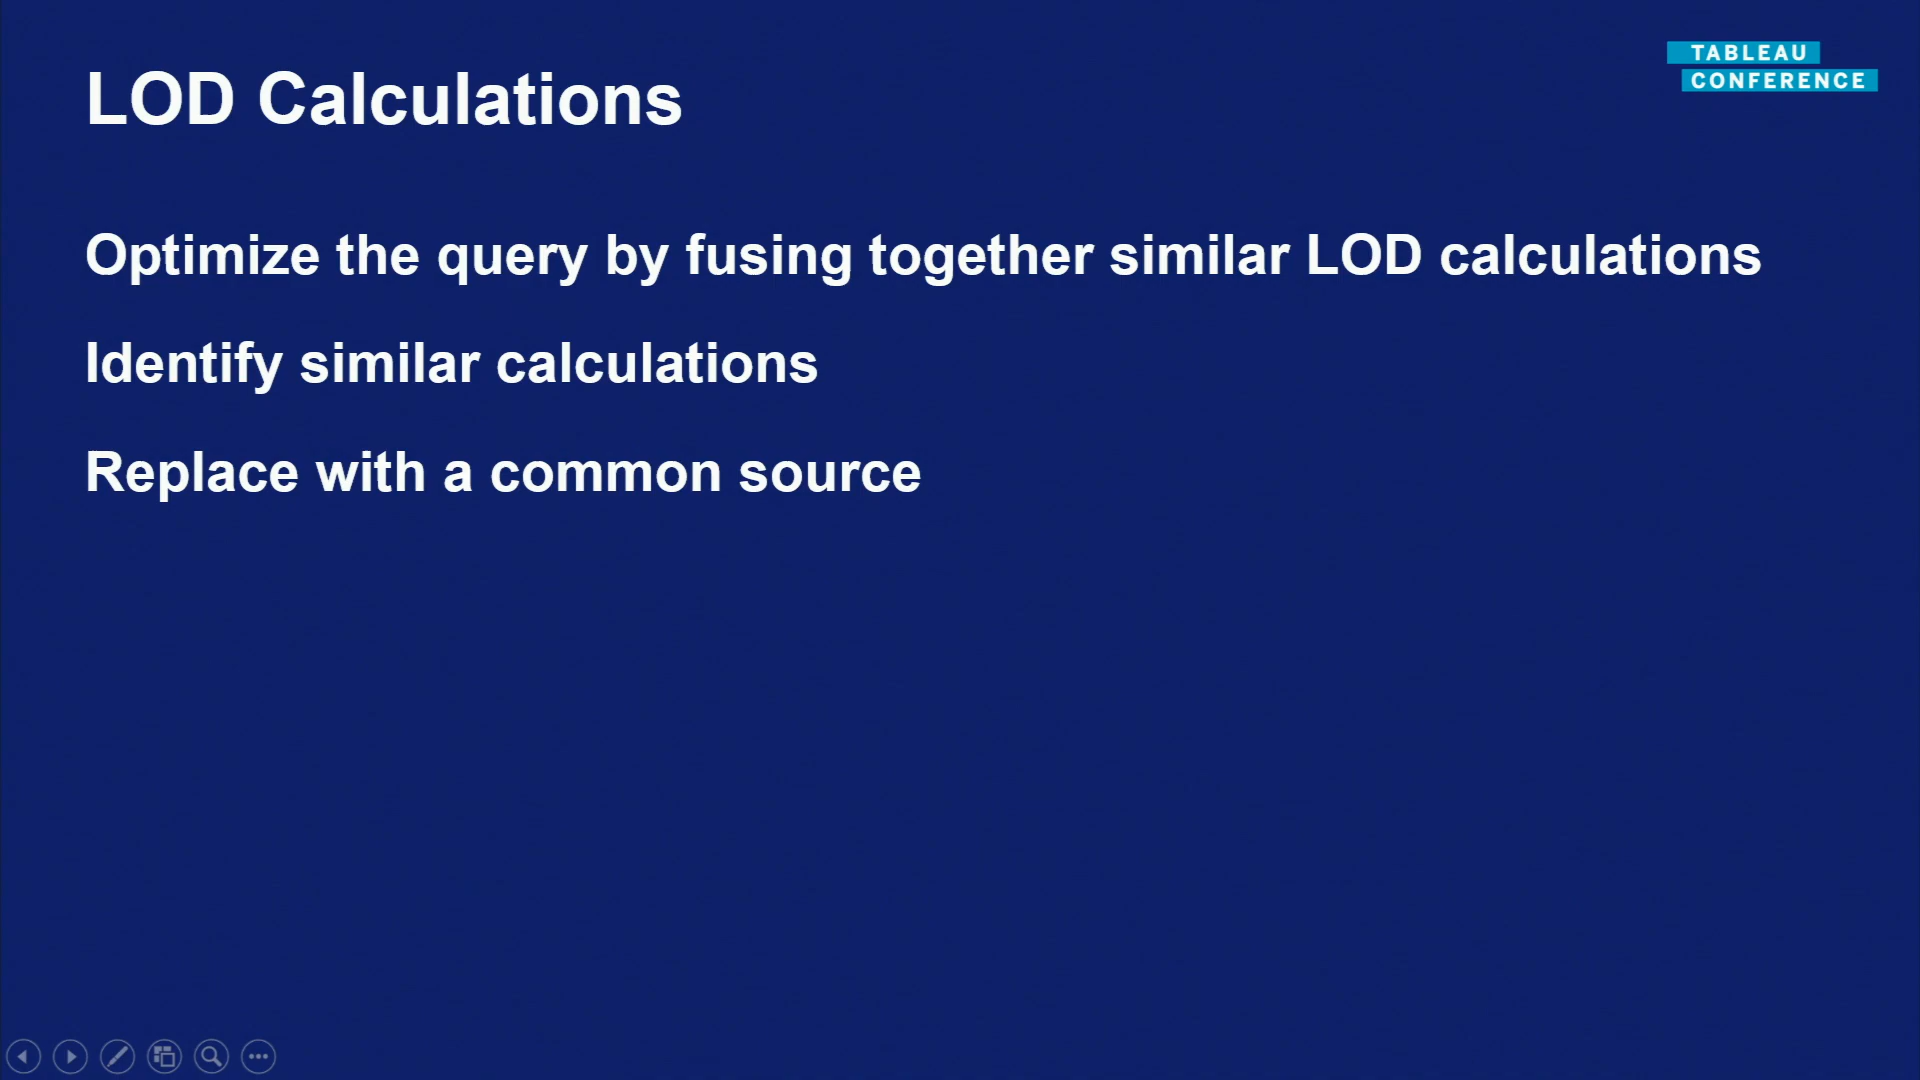 LOD Calculations
TABLEAU
CONFERENCE
Optimize the query by fusing together similar LOD calculations
Identify similar calculations
Replace with a common source